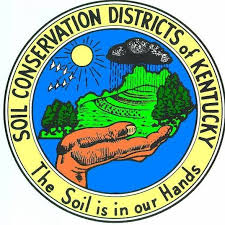 SOIL CONSERVATION DISTRICTS of KENTUCKY
The Soil is in our Hands